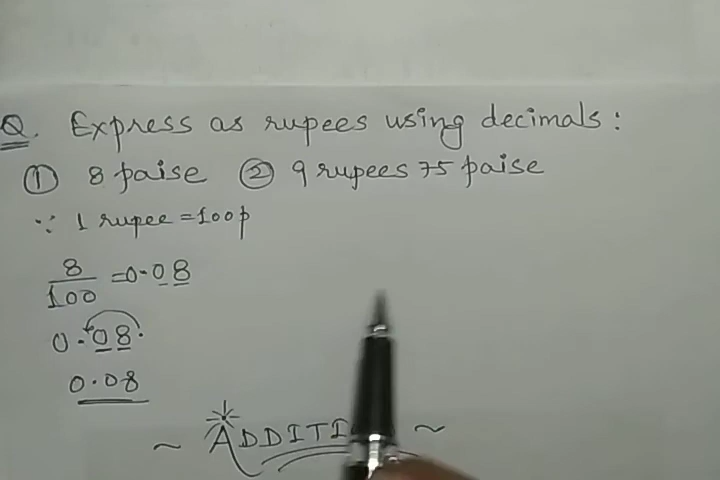 Q. Express as rupees using decimals:
① 8 paise ② 9 rupees 75 paise
∵ 1 rupee = 100p
8/100 = 0.08
0.08.
0.08
~ ADDITI ~